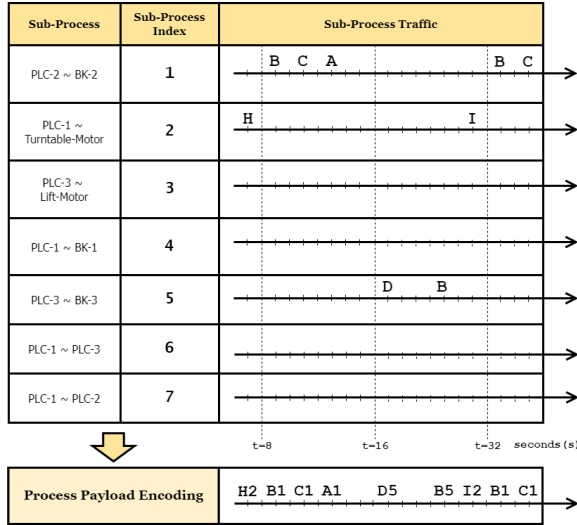 Sub-Process
Sub-Process Index
Sub-Process Traffic
PLC-2 ~ BK-2
1
B C A B C
PLC-1 ~ Turntable-Motor
2
H I
PLC-3 ~ Lift-Motor
3
PLC-1 ~ BK-1
4
PLC-3 ~ BK-3
5
D B
PLC-1 ~ PLC-3
6
PLC-1 ~ PLC-2
7
t=8 t=16 t=32 seconds(s)
Process Payload Encoding
H2 B1 C1 A1 D5 B5 I2 B1 C1